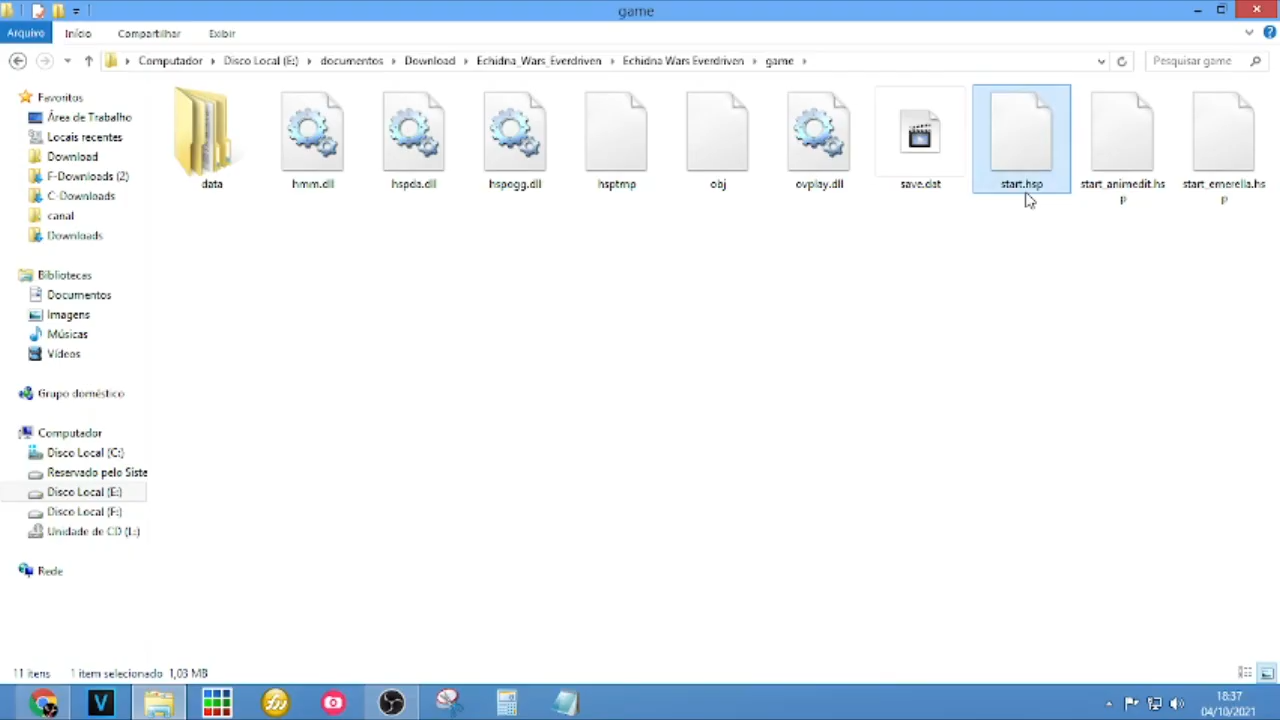 game
Arquivo Início Compartilhar Exibir
Computador Disco Local (E:) documentos Download Echidna_Wars_Everdriven Echidna Wars Everdriven game Pesquisar game
Favoritos
Área de Trabalho
Locais recentes
Download
F-Downloads (2)
C-Downloads
canal
Downloads
Bibliotecas
Documentos
Imagens
Músicas
Vídeos
Grupo doméstico
Computador
Disco Local (C:)
Reservado pelo Siste
Disco Local (E:)
Disco Local (F:)
Unidade de CD (L:)
Rede
data hmm.dll hspda.dll hspogg.dll hsptmp obj ovplay.dll save.dat start.hsp start_animedit.hs start_emerella.hs
p p
11 itens 1 item selecionado 1,03 MB
18:37
04/10/2021